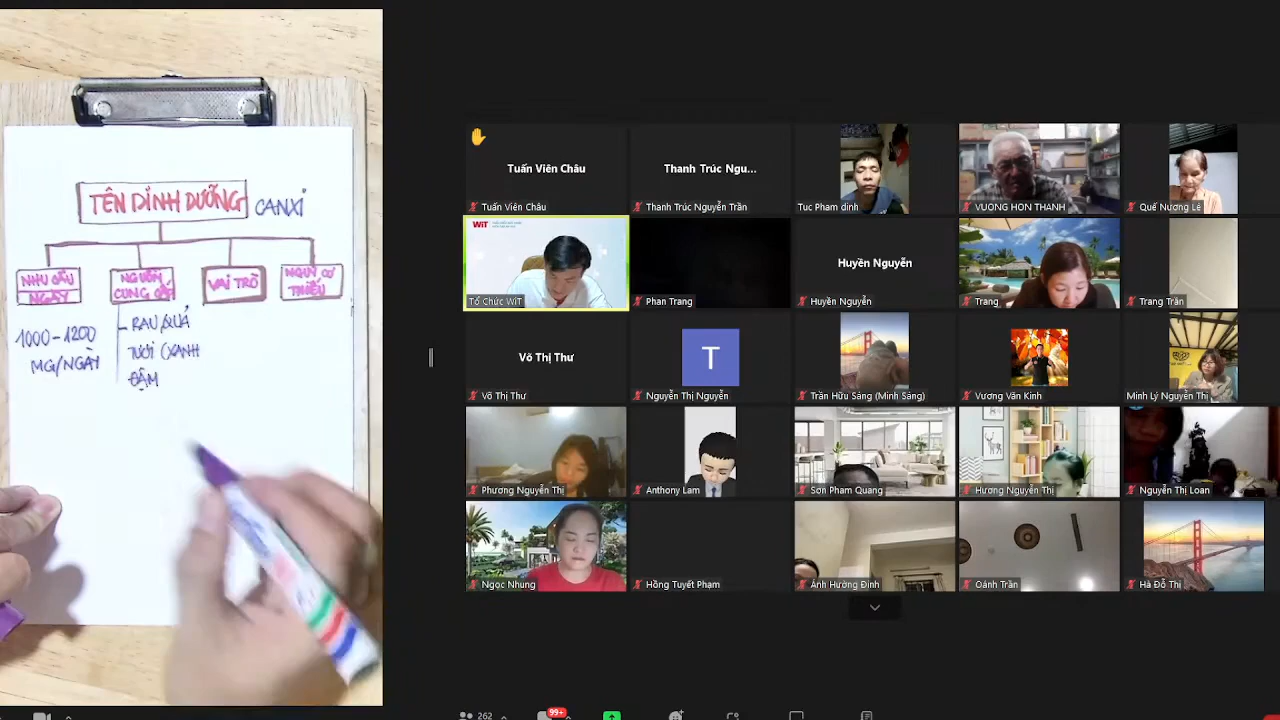 TÊN DINH DƯỠNG
CANXI
NHU CẦU
NGÀY
NGUỒN
CUNG CẤP
VAI TRÒ
NGUY CƠ
THIẾU
1000-1200
MG/NGÀY
- RAU QUẢ
TƯƠI (XANH
ĐẬM
Tuấn Viên Châu
Tuấn Viên Châu
Thanh Trúc Ngu...
Thanh Trúc Nguyễn Trần
Tuc Pham dinh
VUONG HON THANH
Quế Nương Lê
WiT
Tổ Chức WiT
Phan Trang
Huyền Nguyễn
Huyền Nguyễn
Trang
Trang Trần
Võ Thị Thư
Võ Thị Thư
T
Nguyễn Thị Nguyên
Trần Hữu Sáng (Minh Sáng)
Vương Văn Kinh
Minh Lý Nguyễn Thị
Phương Nguyễn Thị
Anthony Lam
Sơn Pham Quang
Hương Nguyễn Thị
Nguyễn Thị Loan
Ngọc Nhung
Hồng Tuyết Phạm
Ánh Hường Đinh
Oánh Trần
Hà Đỗ Thị
262
99+